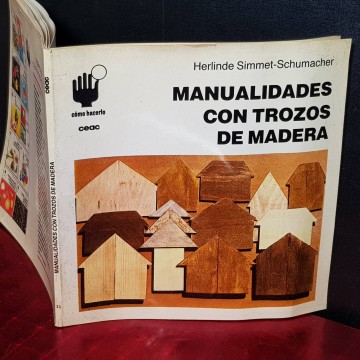 Herlinde Simmet-Schumacher
MANUALIDADES
CON TROZOS
DE MADERA
cómo hacerlo
ceac
ceac
MANUALIDADES CON TROZOS DE MADERA